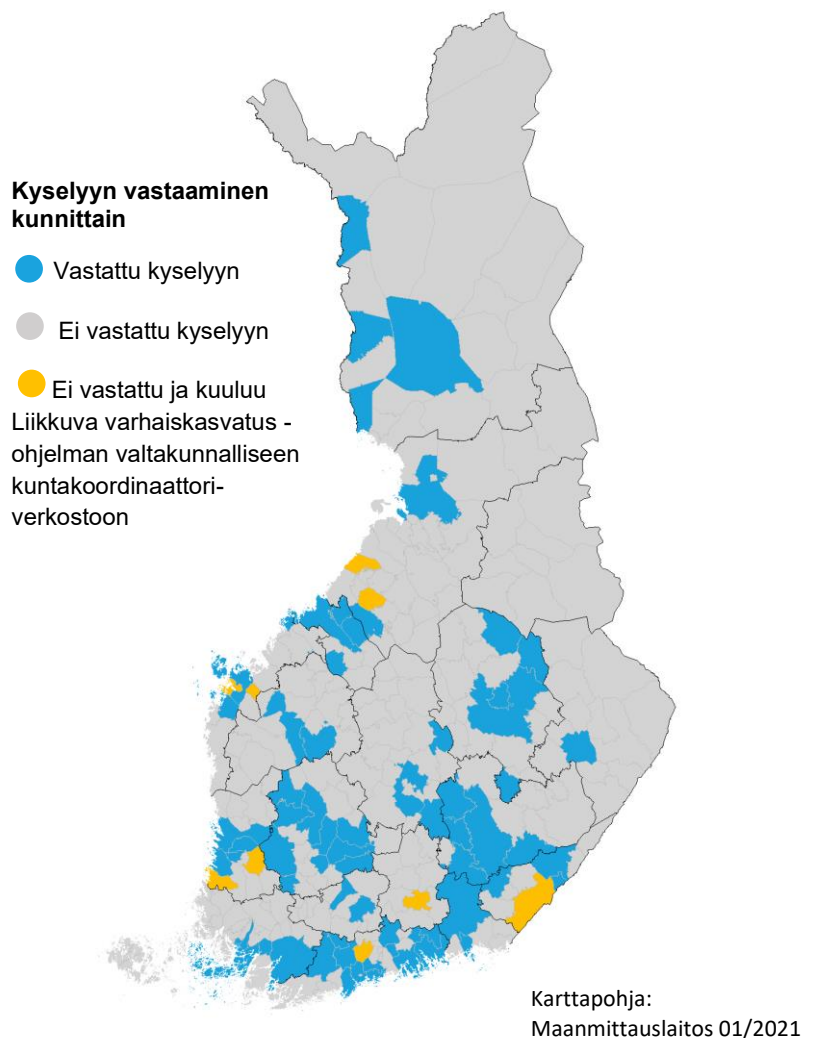 Kyselyyn vastaaminen
kunnittain
Vastattu kyselyyn
Ei vastattu kyselyyn
Ei vastattu ja kuuluu
Liikkuva varhaiskasvatus -
ohjelman valtakunnalliseen
kuntakoordinaattori-
verkostoon
Karttapohja:
Maanmittauslaitos 01/2021